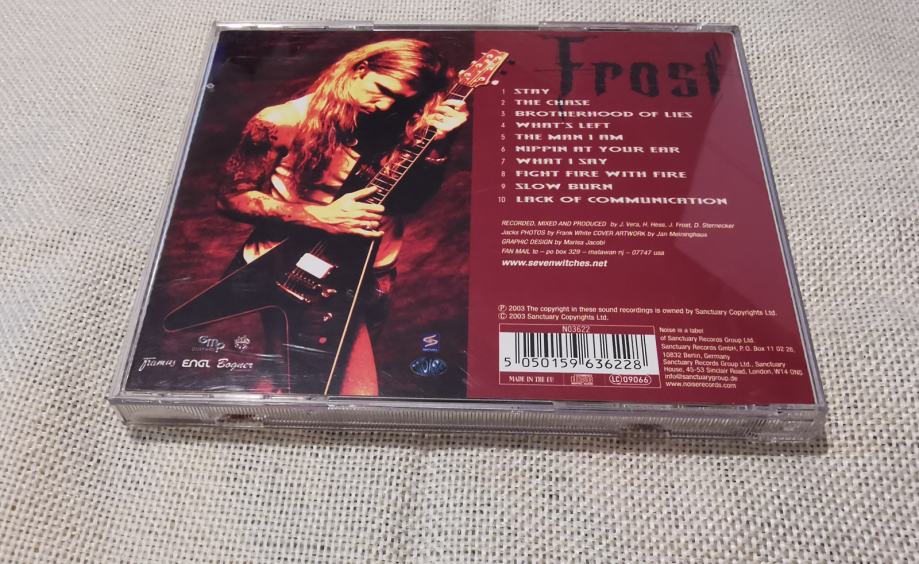 Frost
1 STAY
2 THE CHASE
3 BROTHERHOOD OF LIES
4 WHAT'S LEFT
5 THE MAN I AM
6 NIPPIN AT YOUR EAR
7 WHAT I SAY
8 FIGHT FIRE WITH FIRE
9 SLOW BURN
10 LACK OF COMMUNICATION
RECORDED, MIXED AND PRODUCED by J. Vera, H. Hess, J. Frost, D. Sternecker
Jacks PHOTOS by Frank White COVER ARTWORK by Jan Meininghaus
GRAPHIC DESIGN by Marisa Jacobi
FAN MAIL to – po box 329 – matawan nj – 07747 usa
www.sevenwitches.net
℗ 2003 The copyright in these sound recordings is owned by Sanctuary Copyrights Ltd.
© 2003 Sanctuary Copyrights Ltd.
N03622
5 050159 636228
MADE IN THE EU
LC 09066
Noise is a label
of Sanctuary Records Group Ltd.
Sanctuary Records GmbH, P.O. Box 11 02 28,
10832 Berlin, Germany
Sanctuary Records Group Ltd., Sanctuary
House, 45-53 Sinclair Road, London, W14 0NS
info@sanctuarygroup.de
www.noiserecords.com
emp
framus ENGL Bogner